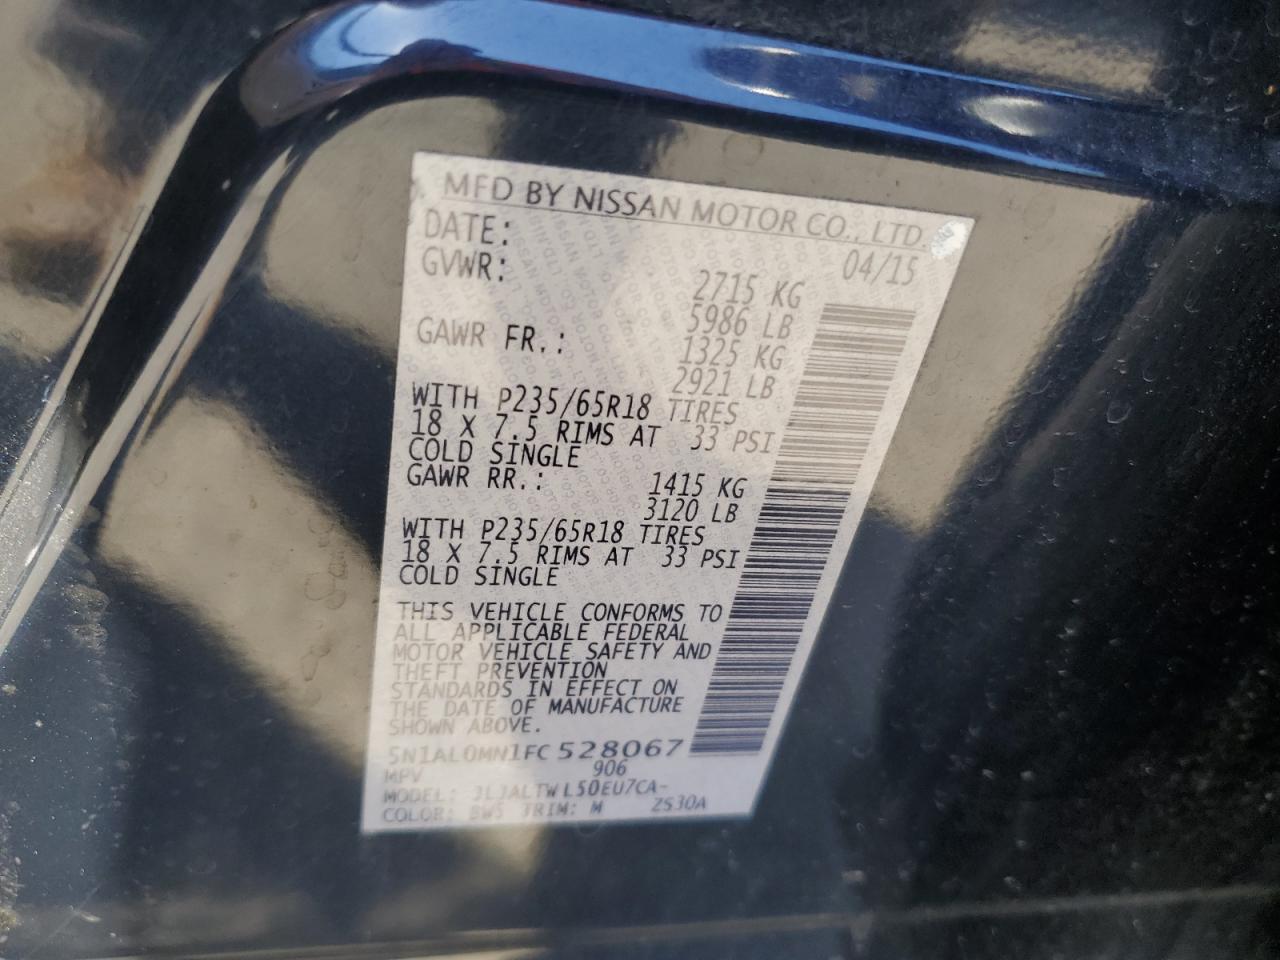 MFD BY NISSAN MOTOR CO., LTD.
DATE: 04/15
GVWR: 2715 KG
5986 LB
GAWR FR.: 1325 KG
2921 LB
WITH P235/65R18 TIRES
18 X 7.5 RIMS AT 33 PSI
COLD SINGLE
GAWR RR.: 1415 KG
3120 LB
WITH P235/65R18 TIRES
18 X 7.5 RIMS AT 33 PSI
COLD SINGLE
THIS VEHICLE CONFORMS TO
ALL APPLICABLE FEDERAL
MOTOR VEHICLE SAFETY AND
THEFT PREVENTION
STANDARDS IN EFFECT ON
THE DATE OF MANUFACTURE
SHOWN ABOVE.
5N1AL0MN1FC528067
MPV 906
MODEL:
COLOR: TRIM: M ZS30A